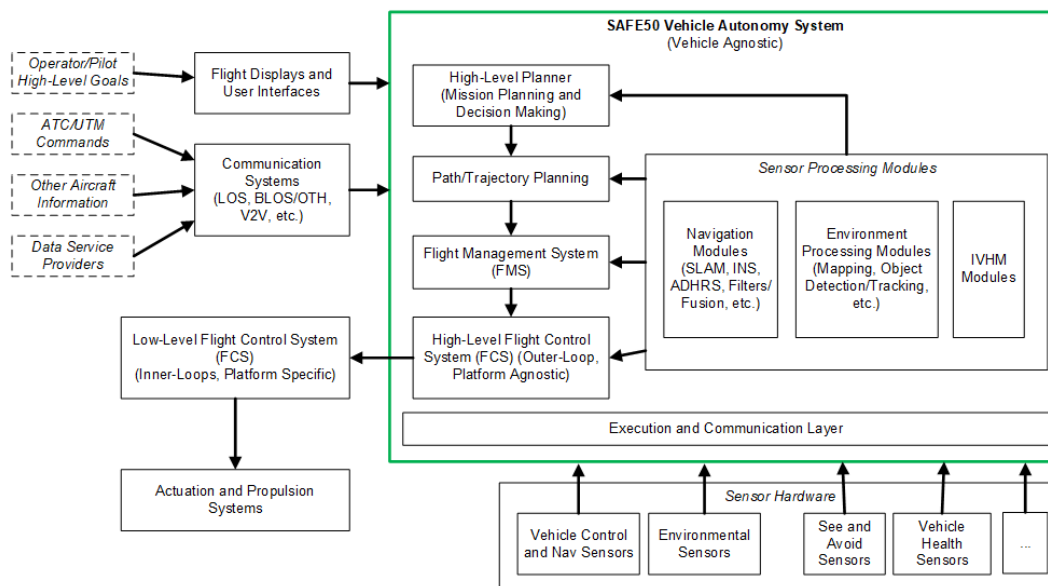 SAFE50 Vehicle Autonomy System
(Vehicle Agnostic)
Operator/Pilot
High-Level Goals
Flight Displays and
User Interfaces
ATC/UTM
Commands
Other Aircraft
Information
Data Service
Providers
Communication
Systems
(LOS, BLOS/OTH,
V2V, etc.)
High-Level Planner
(Mission Planning and
Decision Making)
Path/Trajectory Planning
Flight Management System
(FMS)
High-Level Flight Control
System (FCS) (Outer-Loop,
Platform Agnostic)
Sensor Processing Modules
Navigation
Modules
(SLAM, INS,
ADHRS, Filters/
Fusion, etc.)
Environment
Processing Modules
(Mapping, Object
Detection/Tracking,
etc.)
IVHM
Modules
Low-Level Flight Control System
(FCS)
(Inner-Loops, Platform Specific)
Actuation and Propulsion
Systems
Execution and Communication Layer
Sensor Hardware
Vehicle Control
and Nav Sensors
Environmental
Sensors
See and
Avoid
Sensors
Vehicle
Health
Sensors
...